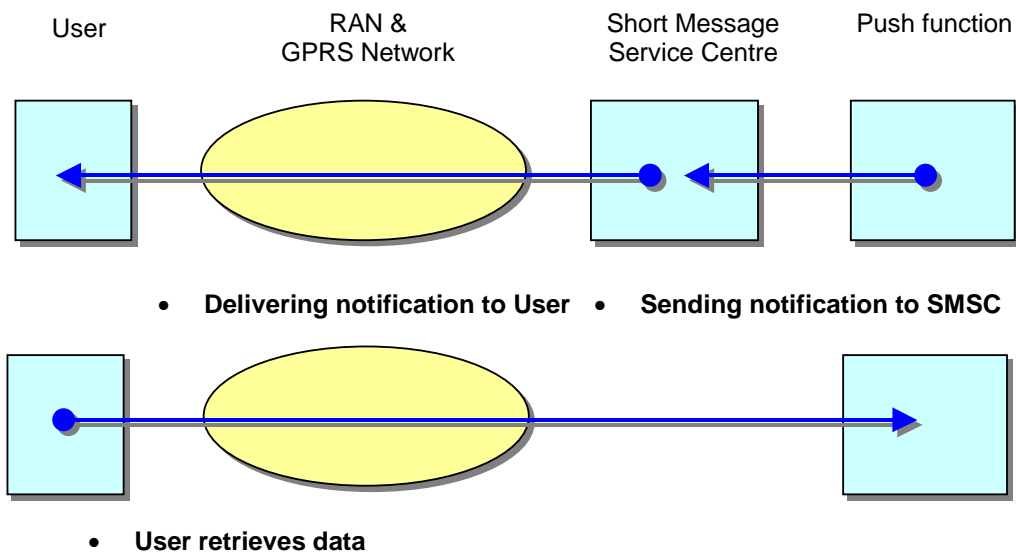 User
RAN &
GPRS Network
Short Message
Service Centre
Push function
• Delivering notification to User
• Sending notification to SMSC
• User retrieves data